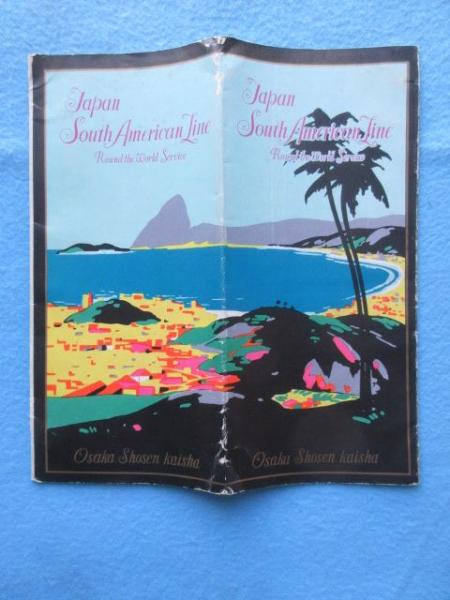 Japan
South American Line
Round the World Service
Osaka Shosen kaisha
Japan
South American Line
Round the World Service
Osaka Shosen kaisha